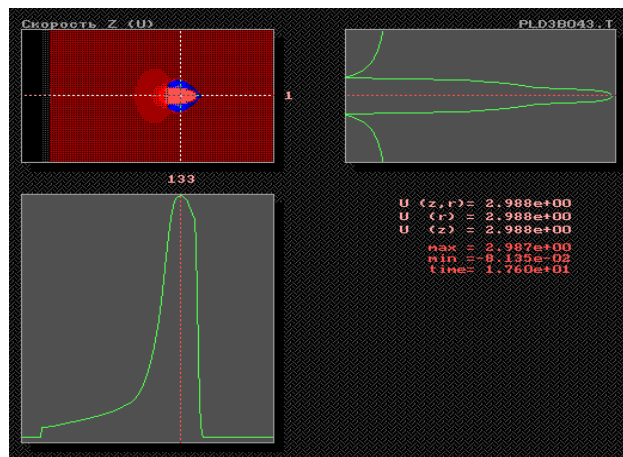 Скорость Z (U)
PLD3B043.T
1
133
U (z,r)= 2.988e+00
U (r) = 2.988e+00
U (z) = 2.988e+00
max = 2.987e+00
min =-8.135e-02
time= 1.760e+01